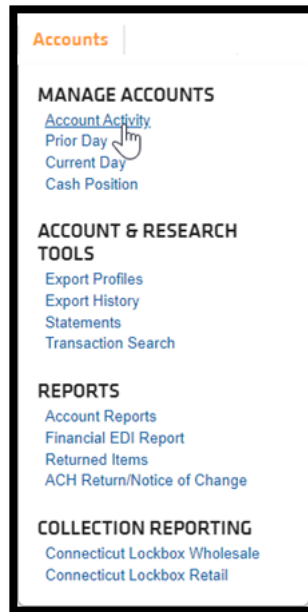 Accounts
MANAGE ACCOUNTS
Account Activity
Prior Day
Current Day
Cash Position
ACCOUNT & RESEARCH
TOOLS
Export Profiles
Export History
Statements
Transaction Search
REPORTS
Account Reports
Financial EDI Report
Returned Items
ACH Return/Notice of Change
COLLECTION REPORTING
Connecticut Lockbox Wholesale
Connecticut Lockbox Retail